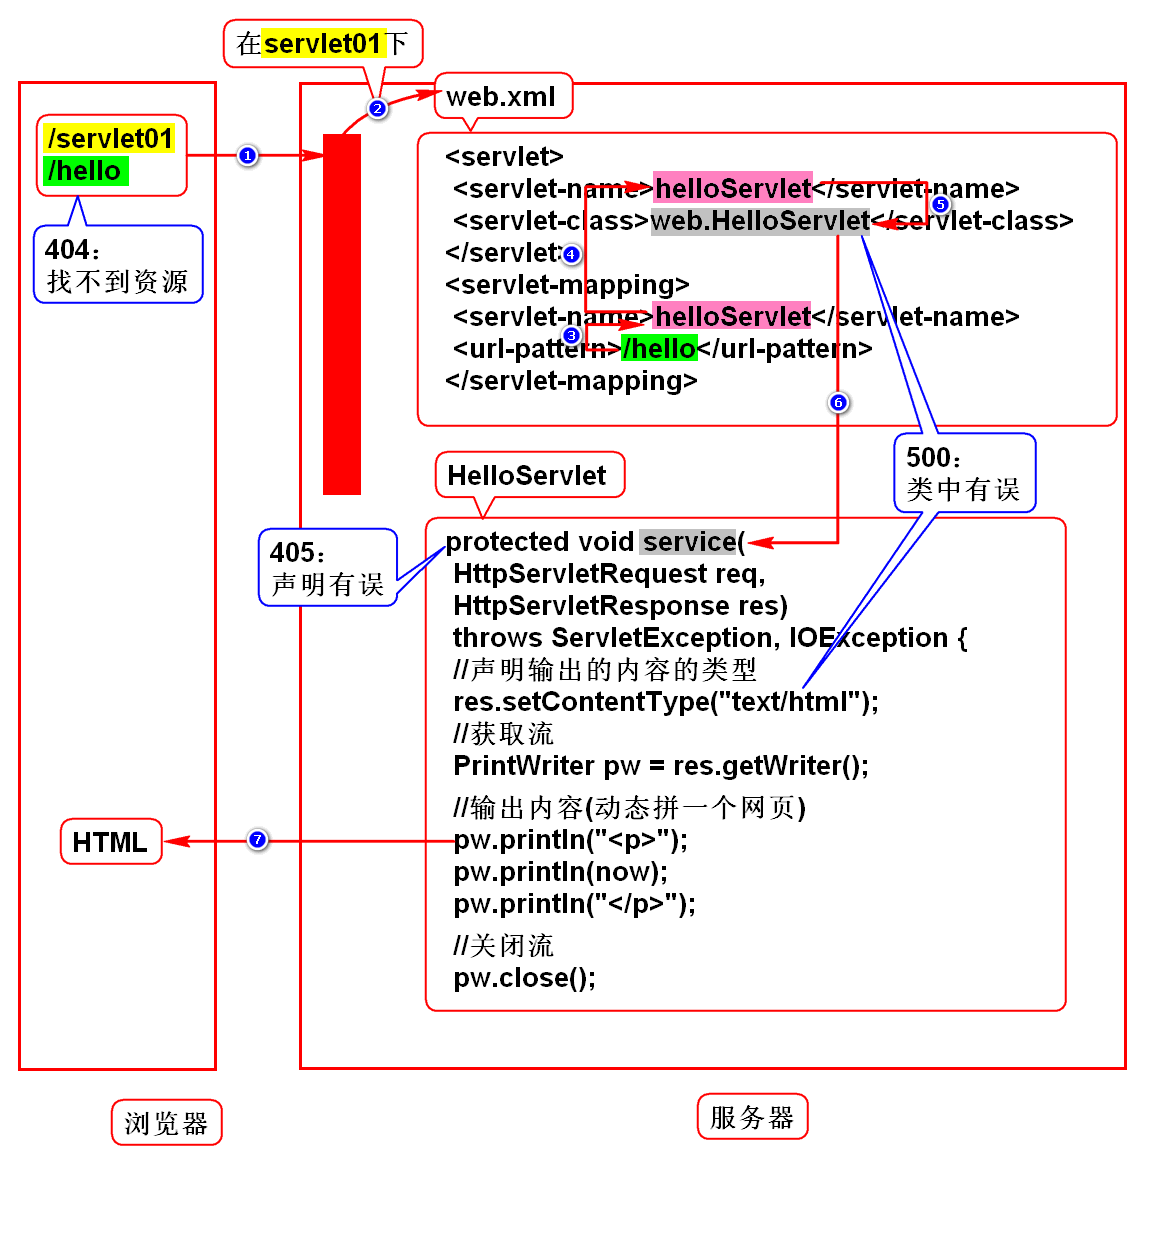 在servlet01下
web.xml
/servlet01
/hello
①
②
404：
找不到资源
<servlet>
<servlet-name>helloServlet</servlet-name>
<servlet-class>web.HelloServlet</servlet-class>
</servlet>
<servlet-mapping>
<servlet-name>helloServlet</servlet-name>
<url-pattern>/hello</url-pattern>
</servlet-mapping>
⑤
④
③
⑥
500：
类中有误
HelloServlet
405：
声明有误
protected void service(
HttpServletRequest req,
HttpServletResponse res)
throws ServletException, IOException {
//声明输出的内容的类型
res.setContentType("text/html");
//获取流
PrintWriter pw = res.getWriter();
//输出内容(动态拼一个网页)
pw.println("<p>");
pw.println(now);
pw.println("</p>");
//关闭流
pw.close();
⑦
HTML
浏览器
服务器